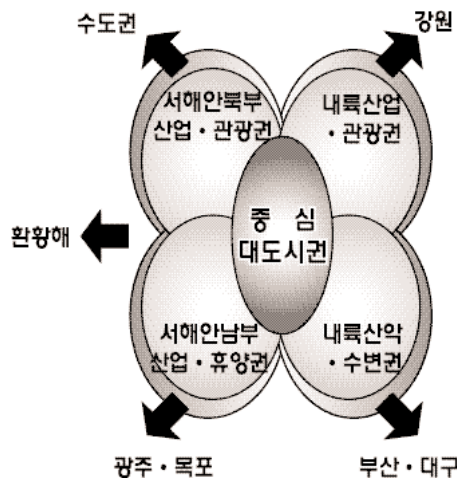 수도권
강원
서해안북부
산업・관광권
내륙산업
・관광권
중 심
대도시권
환황해
서해안남부
산업・휴양권
내륙산악
・수변권
광주・목포
부산・대구